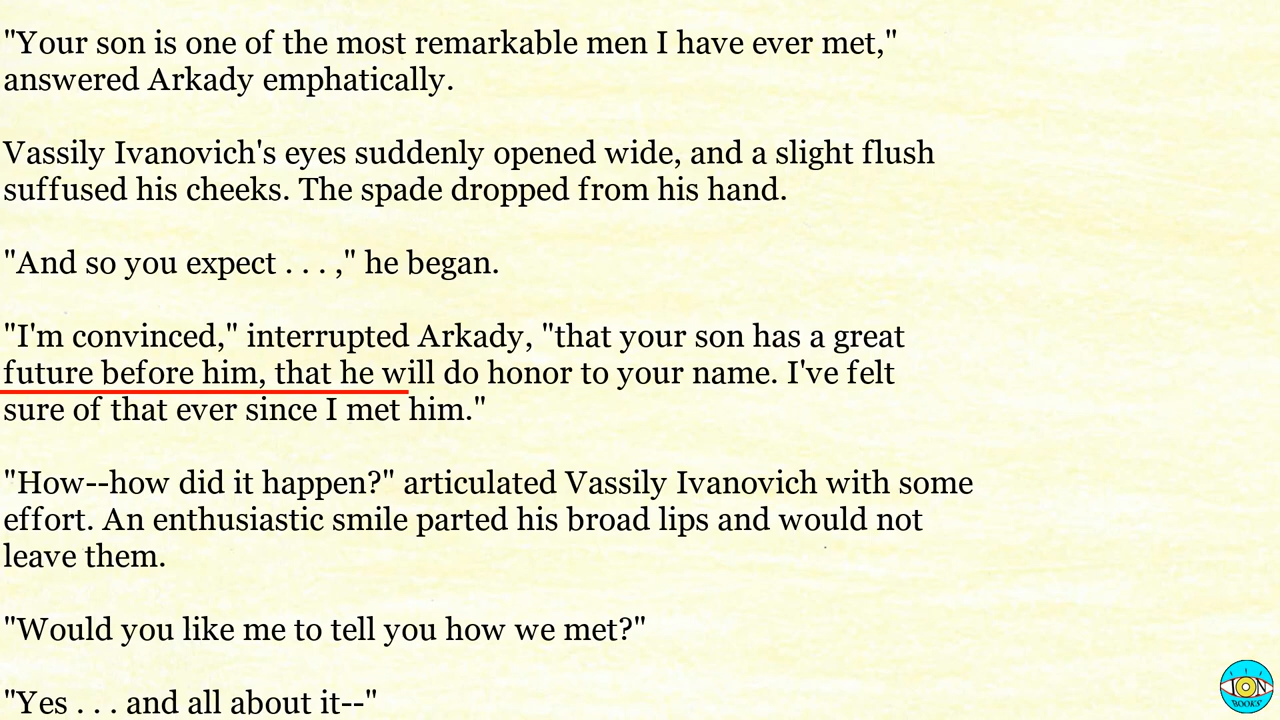 "Your son is one of the most remarkable men I have ever met,"
answered Arkady emphatically.
Vassily Ivanovich's eyes suddenly opened wide, and a slight flush
suffused his cheeks. The spade dropped from his hand.
"And so you expect . . . ," he began.
"I'm convinced," interrupted Arkady, "that your son has a great
future before him, that he will do honor to your name. I've felt
sure of that ever since I met him."
"How--how did it happen?" articulated Vassily Ivanovich with some
effort. An enthusiastic smile parted his broad lips and would not
leave them.
"Would you like me to tell you how we met?"
"Yes . . . and all about it--"
ION
BOOKS